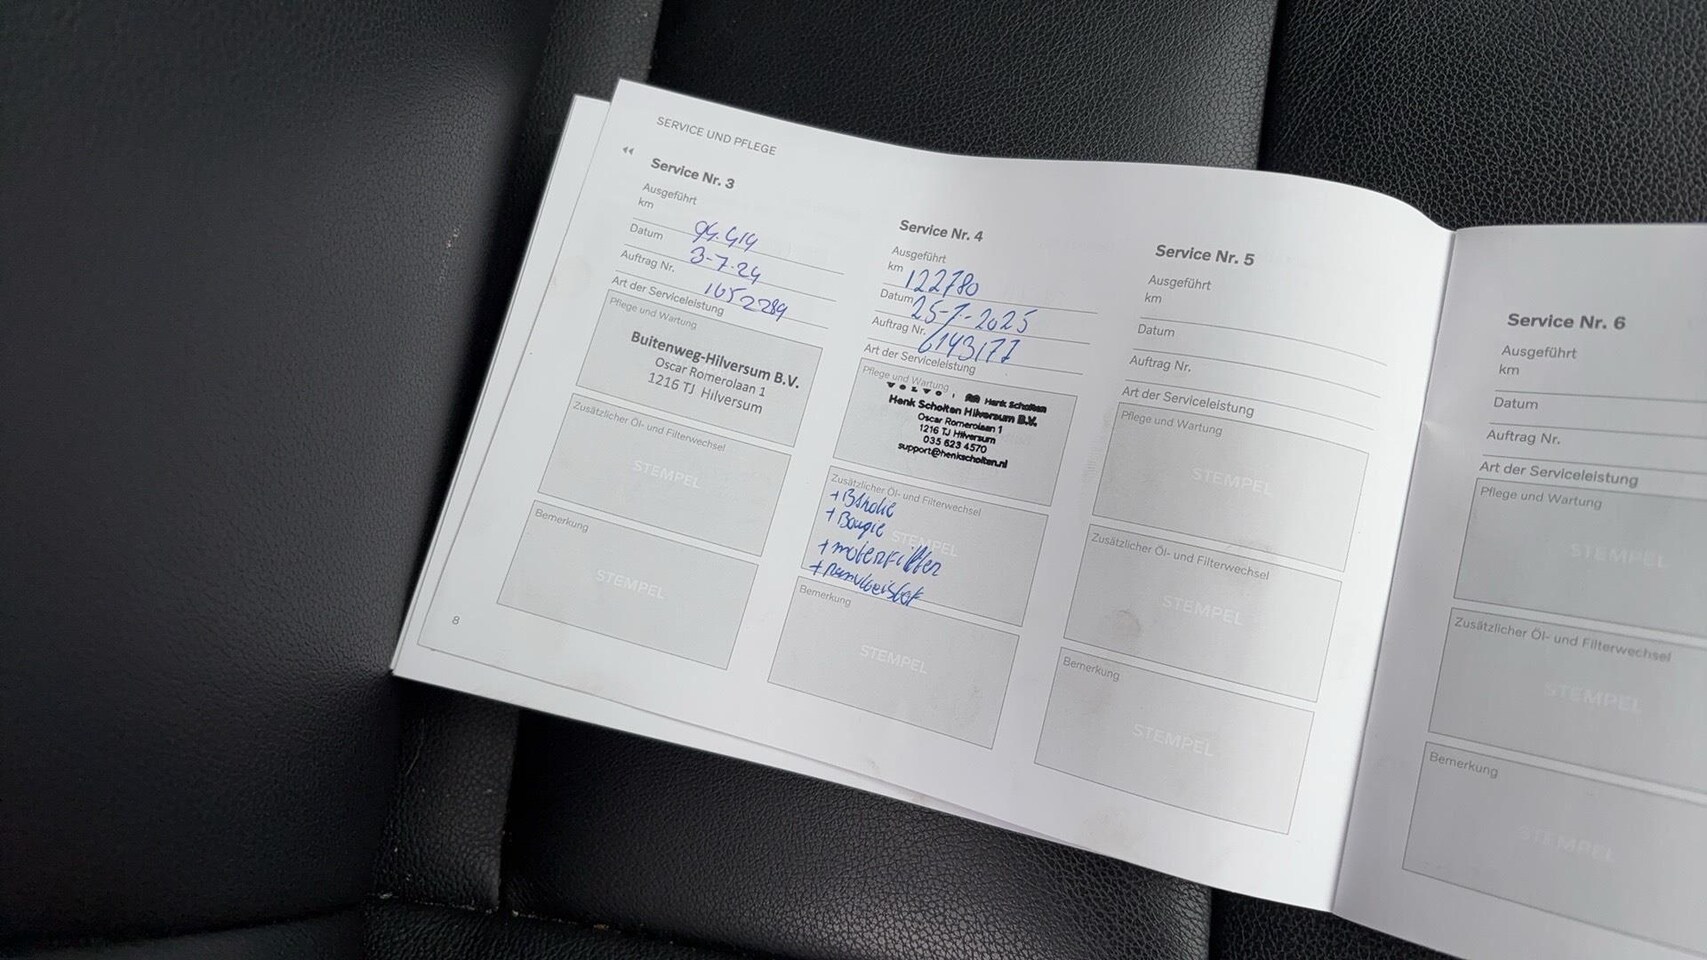 SERVICE UND PFLEGE
Service Nr. 3
Ausgeführt
km 94.414
Datum 3-7-24
Auftrag Nr. 1652289
Art der Serviceleistung
Pflege und Wartung
Buitenweg-Hilversum B.V.
Oscar Romerolaan 1
1216 TJ Hilversum
Zusätzlicher Öl- und Filterwechsel
STEMPEL
Bemerkung
STEMPEL
8
Service Nr. 4
Ausgeführt
km 122780
Datum 25-7-2025
Auftrag Nr. 6143177
Art der Serviceleistung
Pflege und Wartung
VOLVO Henk Scholten
Henk Scholten Hilversum B.V.
Oscar Romerolaan 1
1216 TJ Hilversum
035 623 4570
support@henkscholten.nl
Zusätzlicher Öl- und Filterwechsel
+ Bougie
STEMPEL
+ motorfilter
+ remvloeistof
Bemerkung
STEMPEL
Service Nr. 5
Ausgeführt
km
Datum
Auftrag Nr.
Art der Serviceleistung
Pflege und Wartung
STEMPEL
Zusätzlicher Öl- und Filterwechsel
STEMPEL
Bemerkung
STEMPEL
Service Nr. 6
Ausgeführt
km
Datum
Auftrag Nr.
Art der Serviceleistung
Pflege und Wartung
STEMPEL
Zusätzlicher Öl- und Filterwechsel
STEMPEL
Bemerkung
STEMPEL